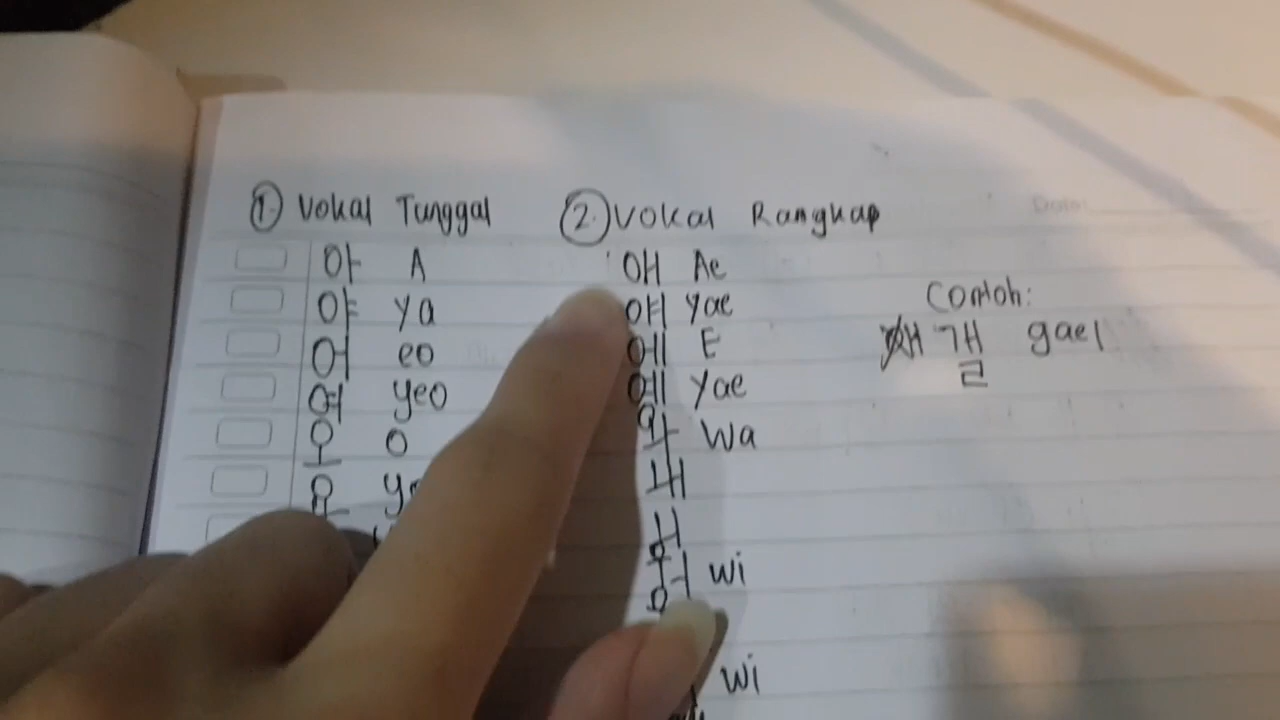 1. Vokal Tunggal
아 A
야 ya
어 eo
여 yeo
오 o
요
2. Vokal Rangkap
애 Ae
얘 Yae
에 E
예 Yae
와 Wa
ㅙ
Wi
Wi
Contoh:
개 gael
ㄹ